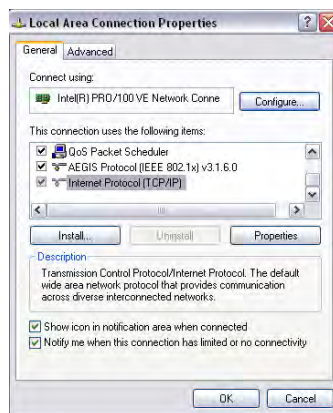 Local Area Connection Properties
General Advanced
Connect using:
Intel(R) PRO/100 VE Network Conne
Configure...
This connection uses the following items:
QoS Packet Scheduler
AEGIS Protocol (IEEE 802.1x) v3.1.6.0
Internet Protocol (TCP/IP)
Install... Uninstall Properties
Description
Transmission Control Protocol/Internet Protocol. The default
wide area network protocol that provides communication
across diverse interconnected networks.
Show icon in notification area when connected
Notify me when this connection has limited or no connectivity
OK Cancel